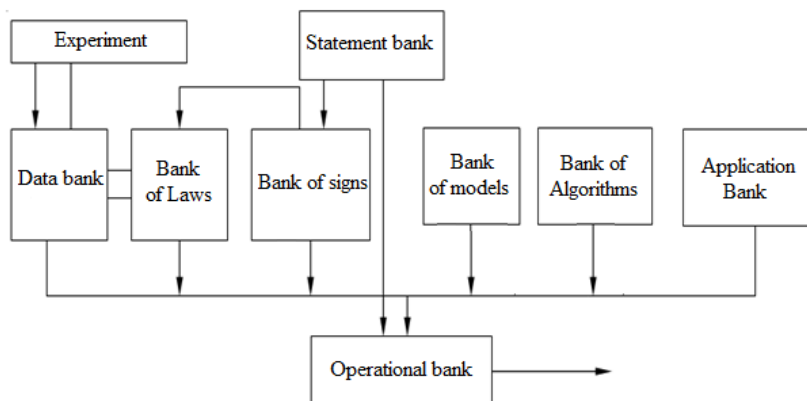 Experiment
Statement bank
Data bank
Bank
of Laws
Bank of signs
Bank
of models
Bank of
Algorithms
Application
Bank
Operational bank